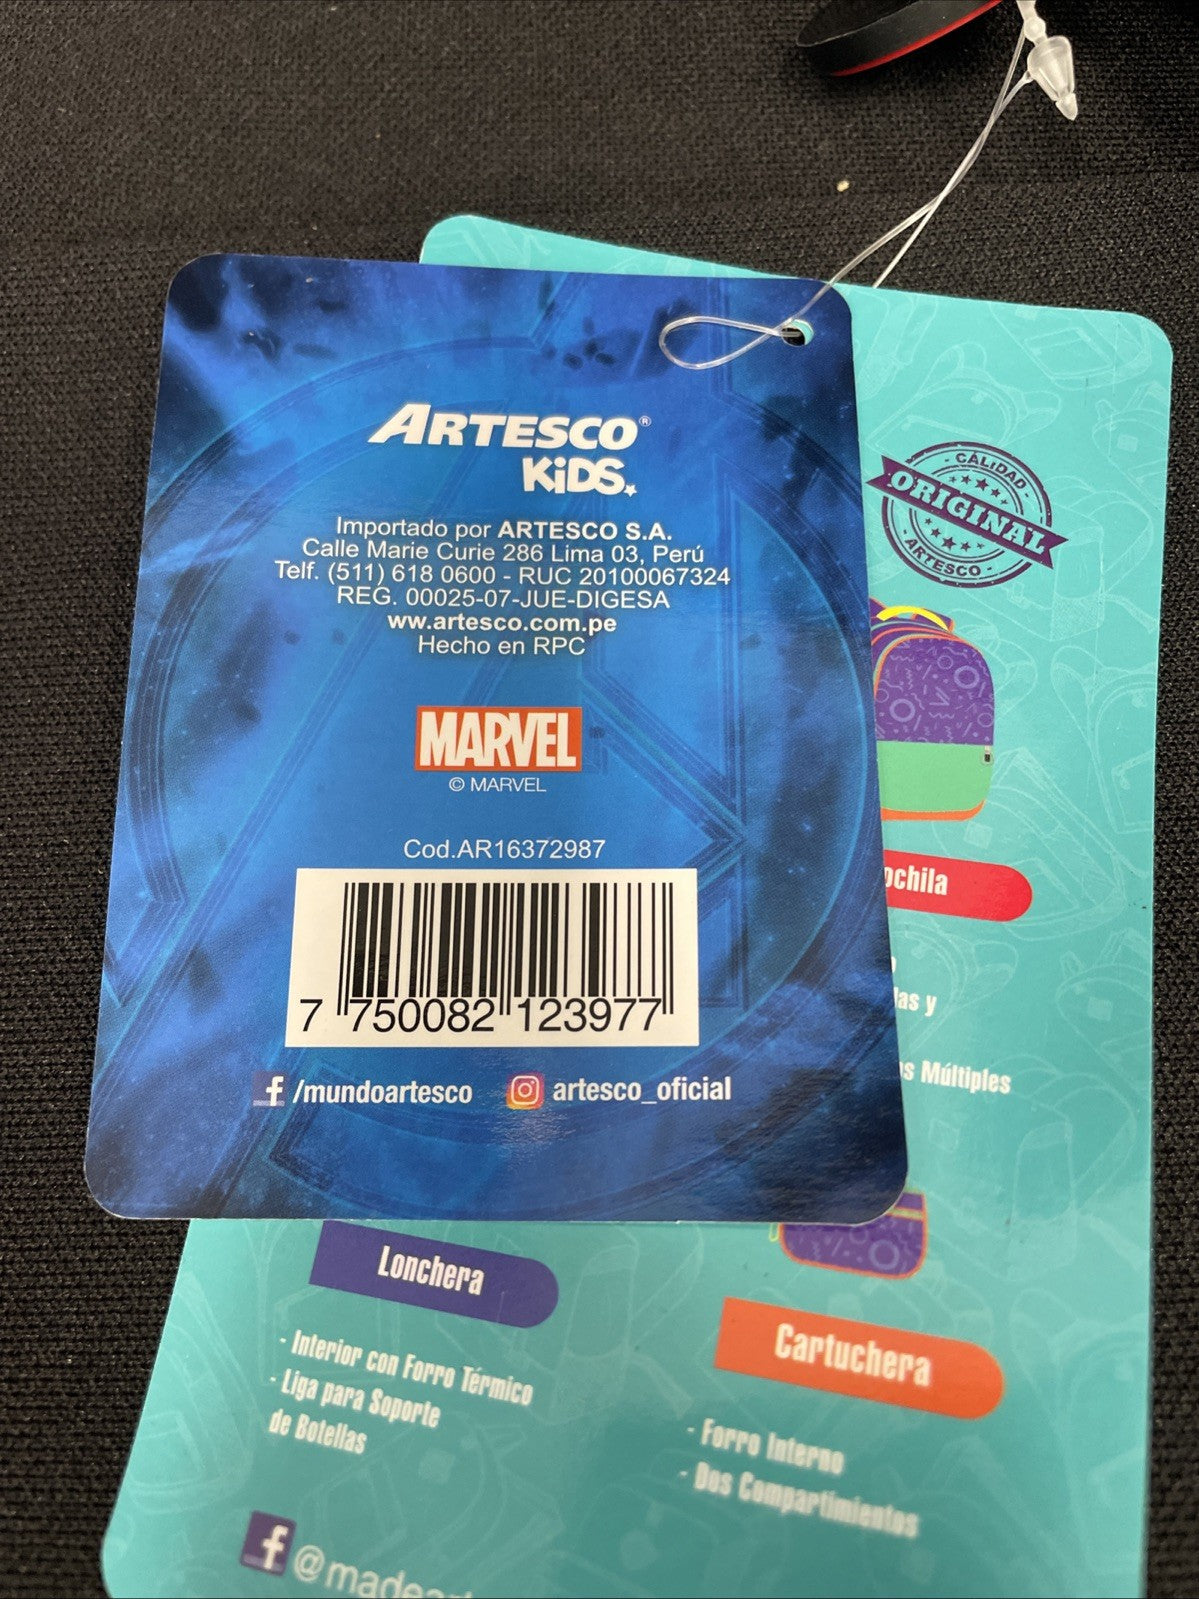 ARTESCO®
KiDS
Importado por ARTESCO S.A.
Calle Marie Curie 286 Lima 03, Perú
Telf. (511) 618 0600 - RUC 20100067324
REG. 00025-07-JUE-DIGESA
ww.artesco.com.pe
Hecho en RPC
MARVEL
© MARVEL
Cod.AR16372987
7 750082 123977
/mundoartesco
artesco_oficial
- CALIDAD -
ORIGINAL
- ARTESCO -
ochila
las y
s Múltiples
Lonchera
- Interior con Forro Térmico
- Liga para Soporte
de Botellas
Cartuchera
- Forro Interno
- Dos Compartimientos
@madear